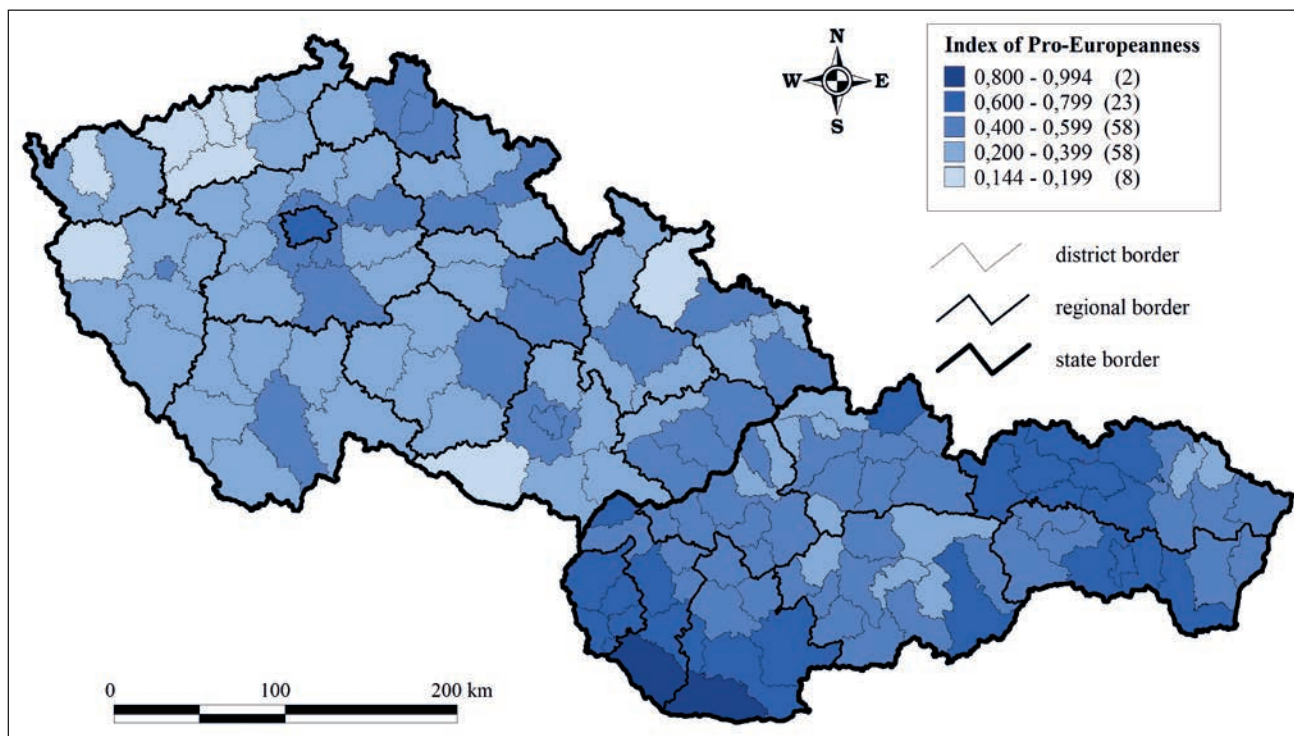 N
W E
S
Index of Pro-Europeanness
0,800 - 0,994 (2)
0,600 - 0,799 (23)
0,400 - 0,599 (58)
0,200 - 0,399 (58)
0,144 - 0,199 (8)
district border
regional border
state border
0 100 200 km